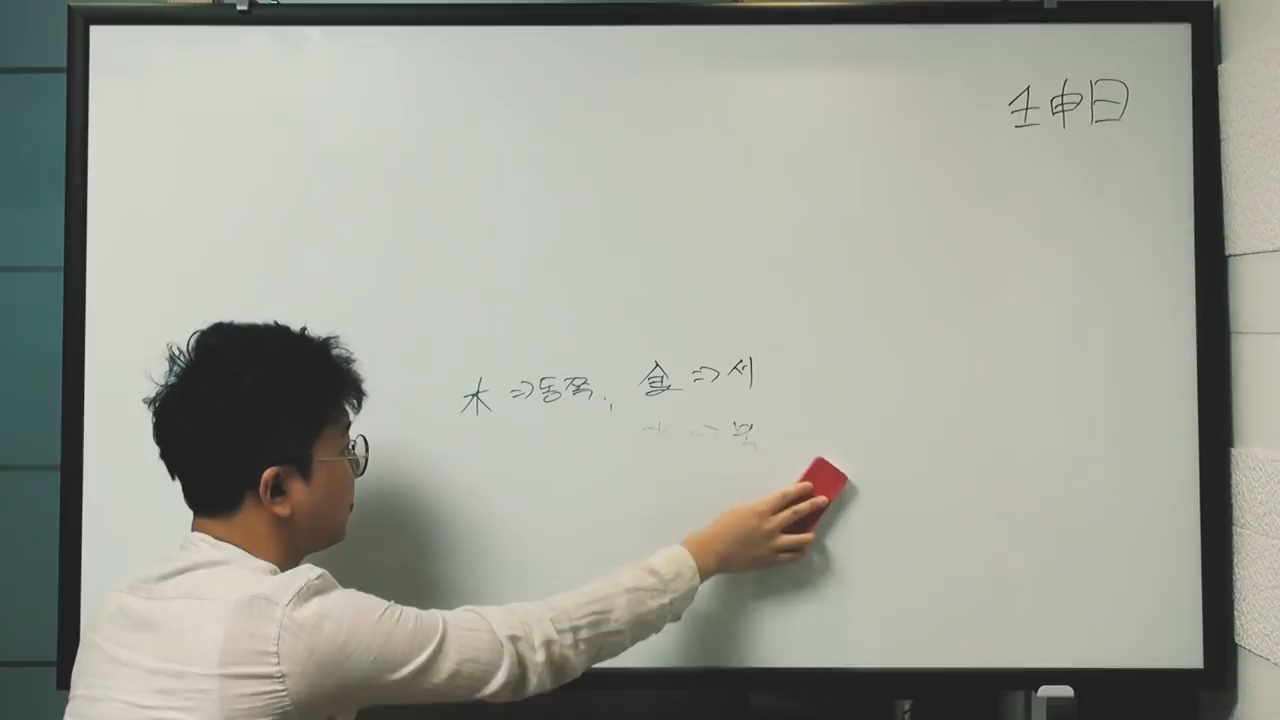 壬申日
木 => 동쪽., 金 => 서